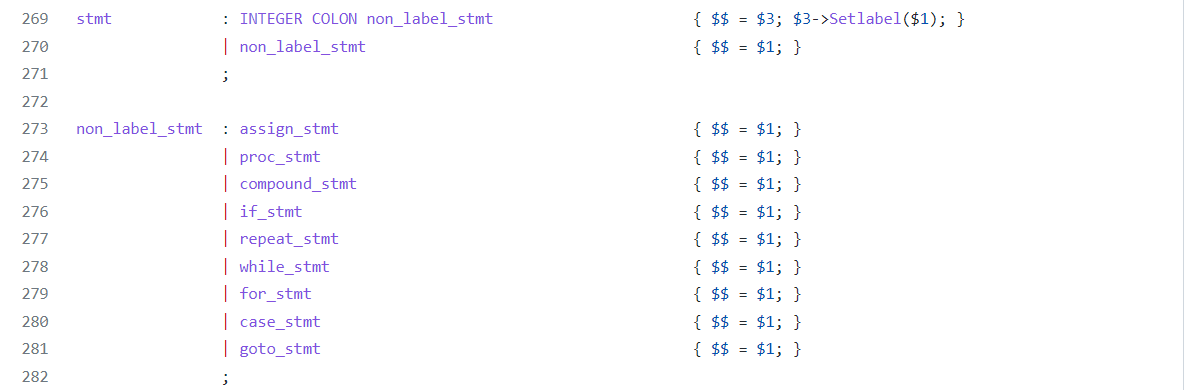 269 stmt : INTEGER COLON non_label_stmt { $$ = $3; $3->Setlabel($1); }
270 | non_label_stmt { $$ = $1; }
271 ;
272
273 non_label_stmt : assign_stmt { $$ = $1; }
274 | proc_stmt { $$ = $1; }
275 | compound_stmt { $$ = $1; }
276 | if_stmt { $$ = $1; }
277 | repeat_stmt { $$ = $1; }
278 | while_stmt { $$ = $1; }
279 | for_stmt { $$ = $1; }
280 | case_stmt { $$ = $1; }
281 | goto_stmt { $$ = $1; }
282 ;